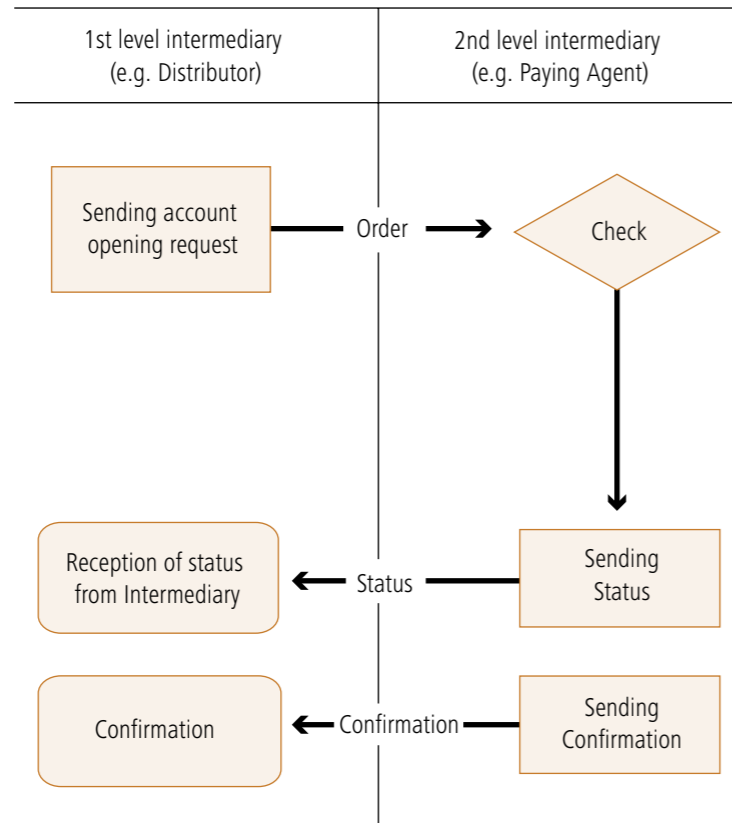 1st level intermediary
(e.g. Distributor)
2nd level intermediary
(e.g. Paying Agent)
Sending account
opening request
Order
Check
Reception of status
from Intermediary
Status
Sending
Status
Confirmation
Confirmation
Sending
Confirmation